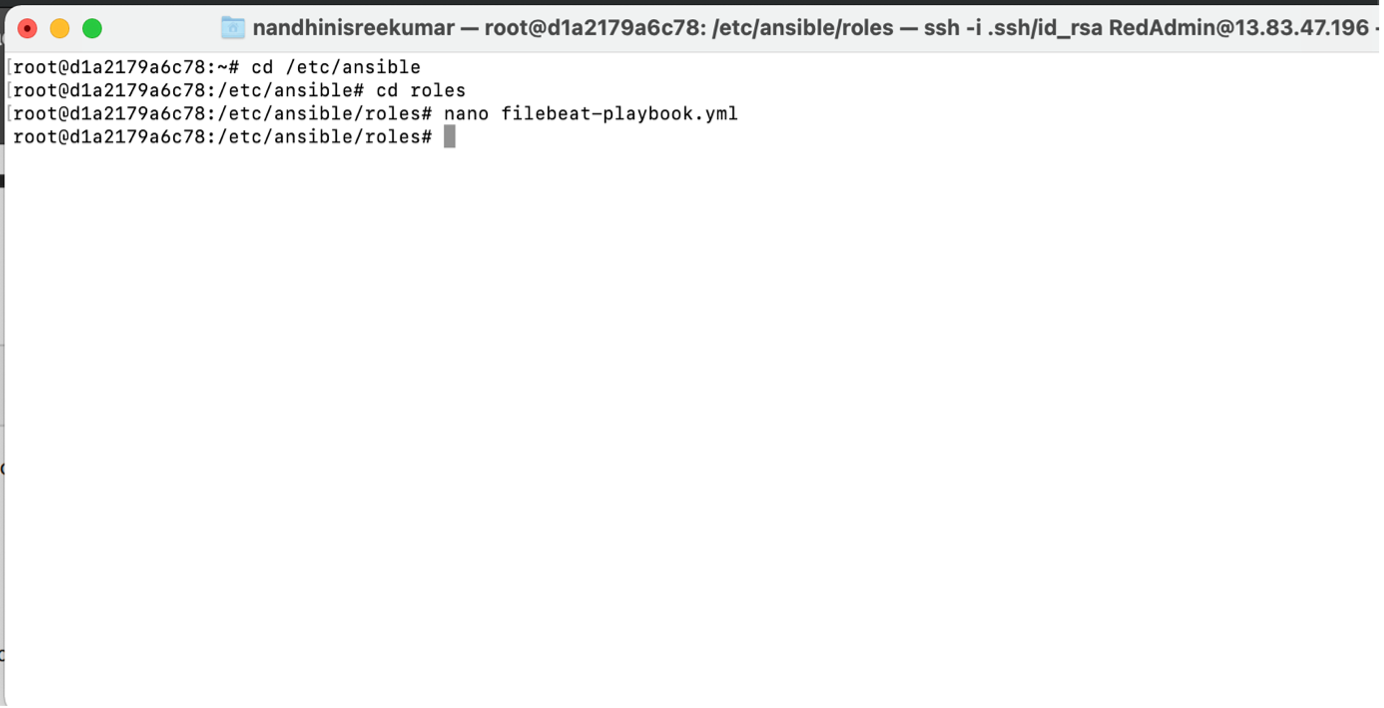 nandhinisreekumar — root@d1a2179a6c78: /etc/ansible/roles — ssh -i .ssh/id_rsa RedAdmin@13.83.47.196 -
[root@d1a2179a6c78:~# cd /etc/ansible
[root@d1a2179a6c78:/etc/ansible# cd roles
[root@d1a2179a6c78:/etc/ansible/roles# nano filebeat-playbook.yml
root@d1a2179a6c78:/etc/ansible/roles#